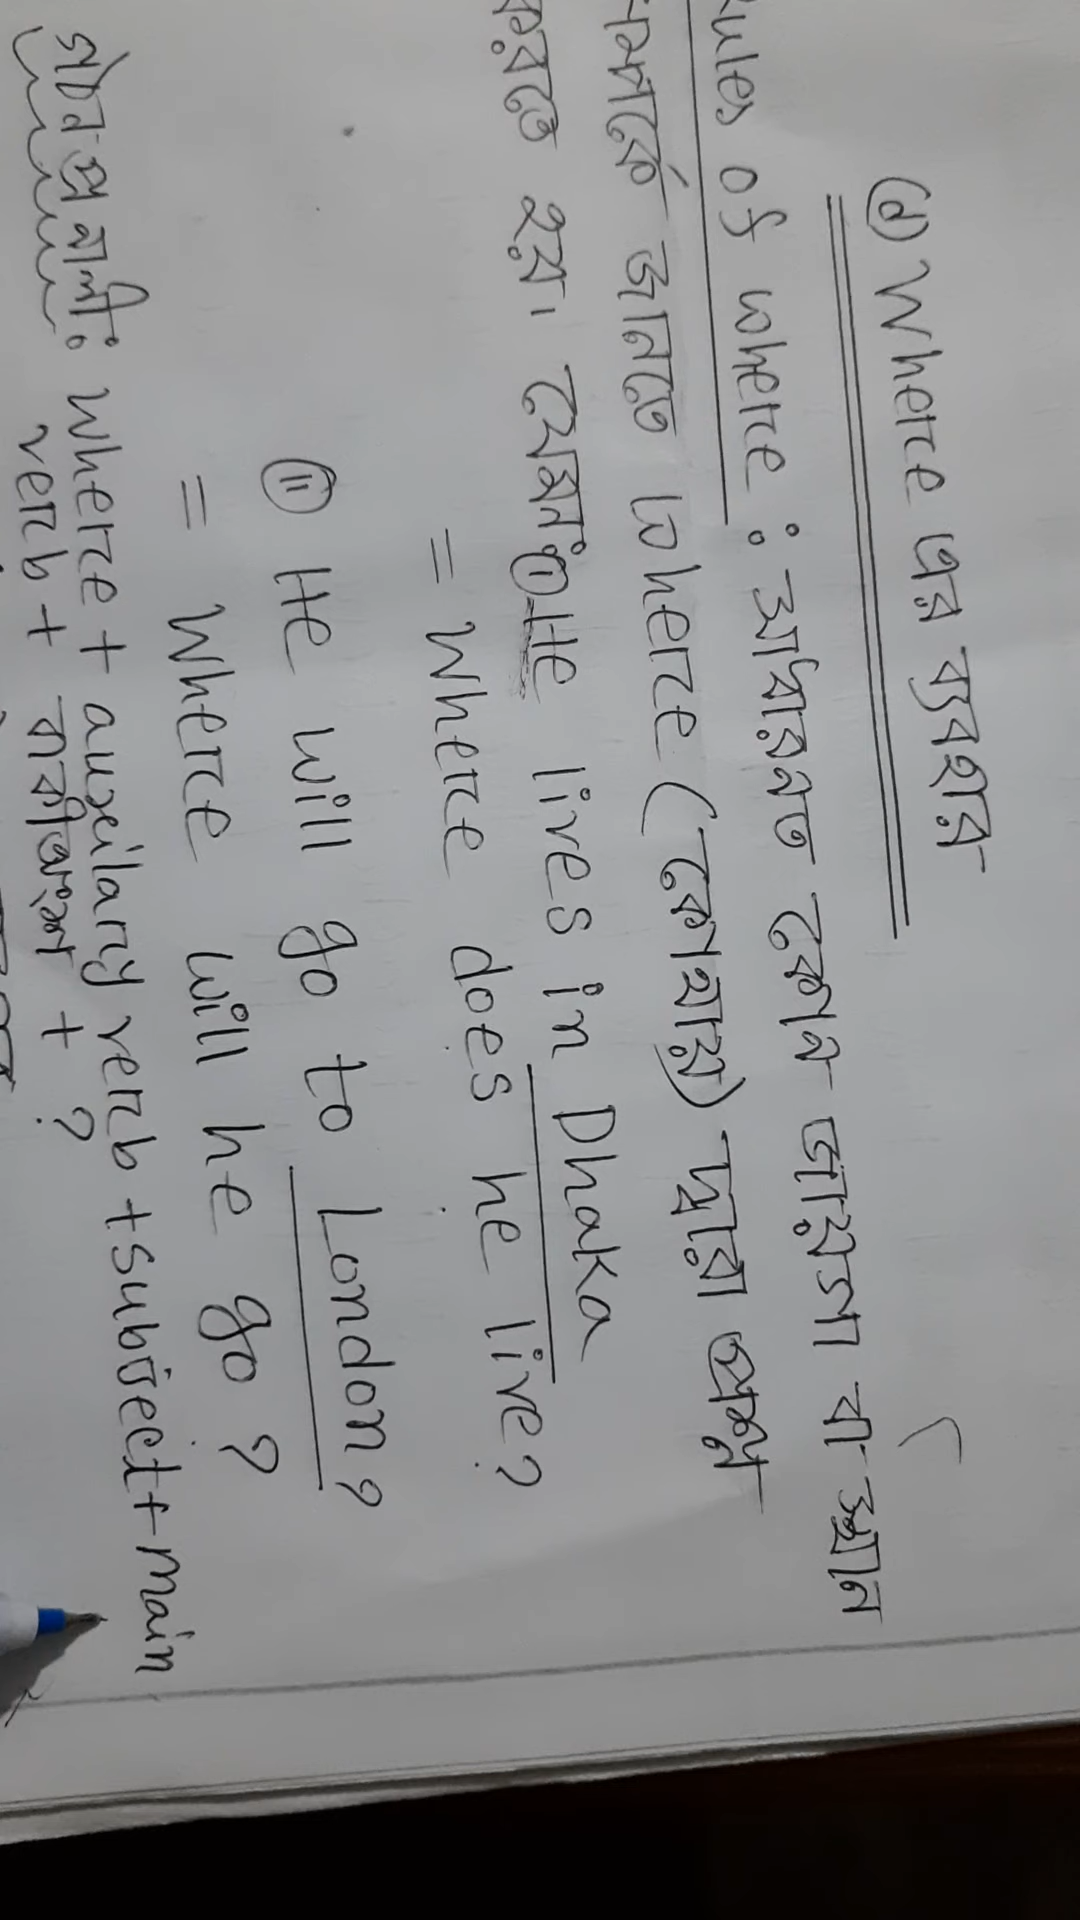 (d) Where এর ব্যবহার
Rules of where : সাধারনত কোন জায়গা বা স্থান
সম্পর্কে জানতে where (কোথায়) দ্বারা প্রশ্ন
করতে হয়। যেমনঃ (i) He lives in Dhaka
= Where does he live?
(ii) He will go to London?
= Where will he go?
গঠন প্রণালীঃ where + auxilary verb + subject + main
verb + বাকী অংশ + ?